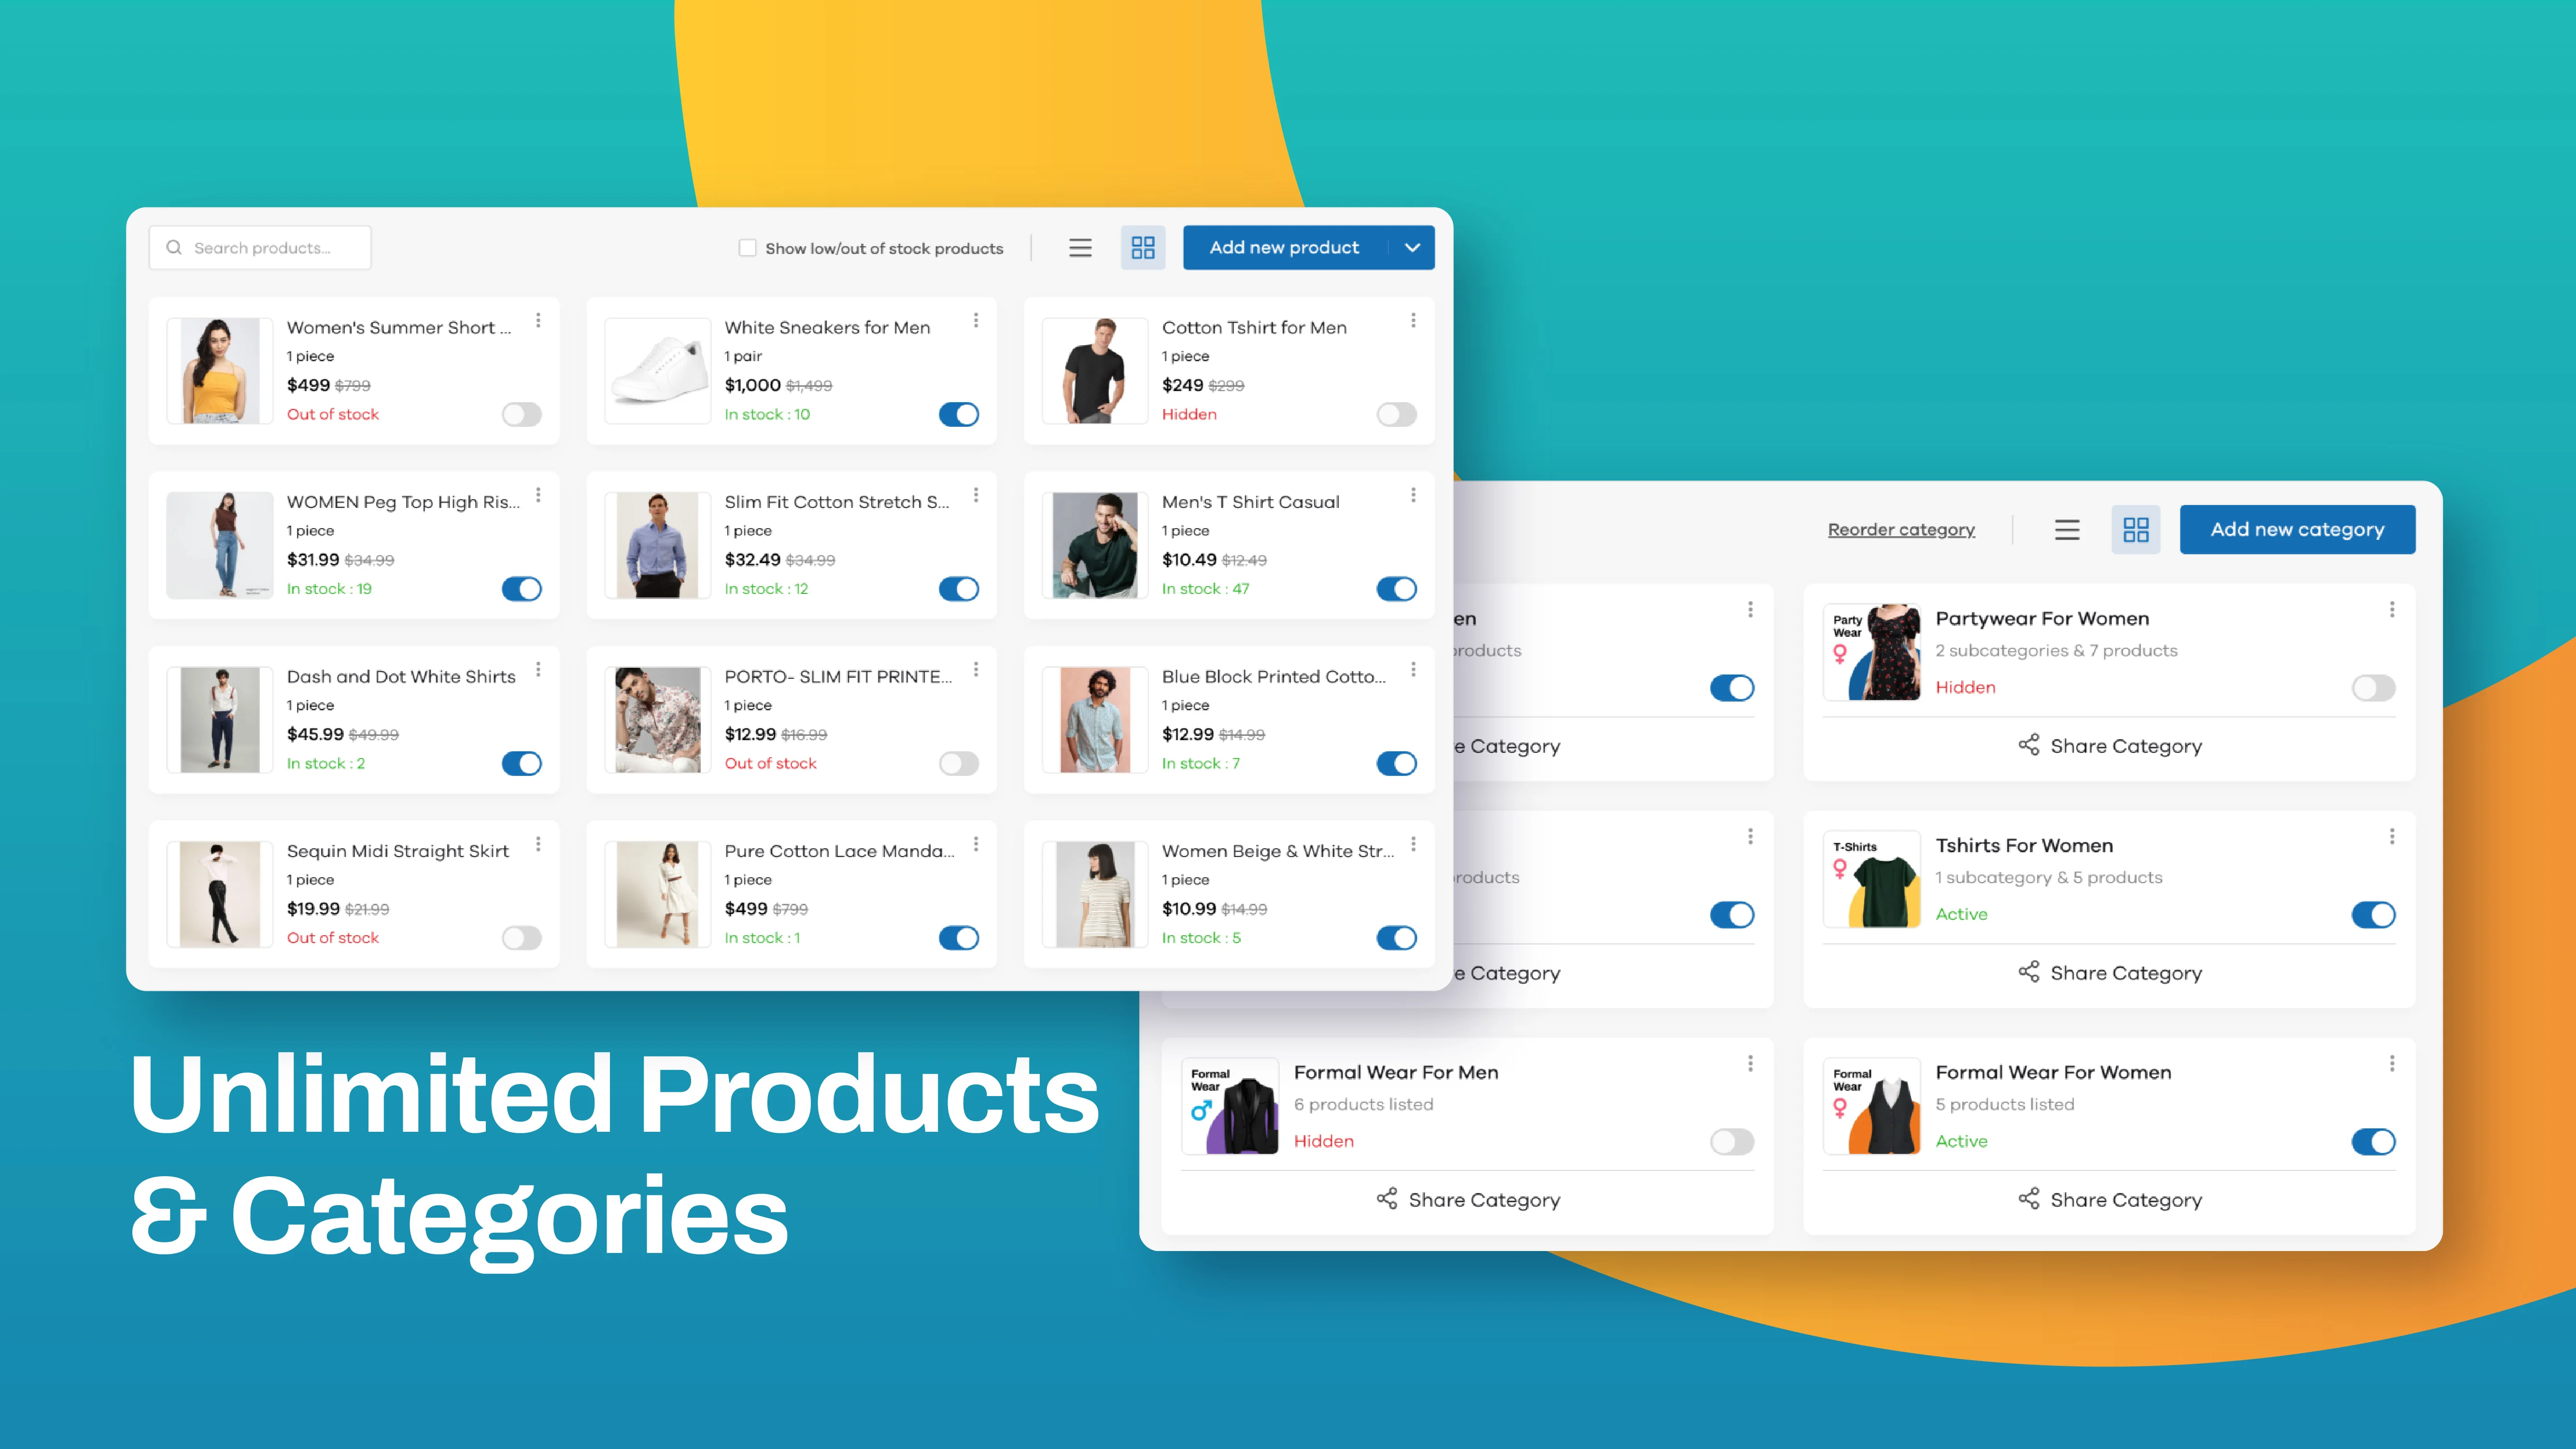 Search products...
Show low/out of stock products
Add new product
Women's Summer Short ...
1 piece
$499 $799
Out of stock
White Sneakers for Men
1 pair
$1,000 $1,499
In stock : 10
Cotton Tshirt for Men
1 piece
$249 $299
Hidden
WOMEN Peg Top High Ris...
1 piece
$31.99 $34.99
In stock : 19
Slim Fit Cotton Stretch S...
1 piece
$32.49 $34.99
In stock : 12
Men's T Shirt Casual
1 piece
$10.49 $12.49
In stock : 47
Dash and Dot White Shirts
1 piece
$45.99 $49.99
In stock : 2
PORTO- SLIM FIT PRINTE...
1 piece
$12.99 $16.99
Out of stock
Blue Block Printed Cotto...
1 piece
$12.99 $14.99
In stock : 7
Sequin Midi Straight Skirt
1 piece
$19.99 $21.99
Out of stock
Pure Cotton Lace Manda...
1 piece
$499 $799
In stock : 1
Women Beige & White Str...
1 piece
$10.99 $14.99
In stock : 5
Reorder category
Add new category
en
products
e Category
Party
Wear
Partywear For Women
2 subcategories & 7 products
Hidden
Share Category
roducts
e Category
T-Shirts
Tshirts For Women
1 subcategory & 5 products
Active
Share Category
Formal
Wear
Formal Wear For Men
6 products listed
Hidden
Share Category
Formal
Wear
Formal Wear For Women
5 products listed
Active
Share Category
Unlimited Products
& Categories